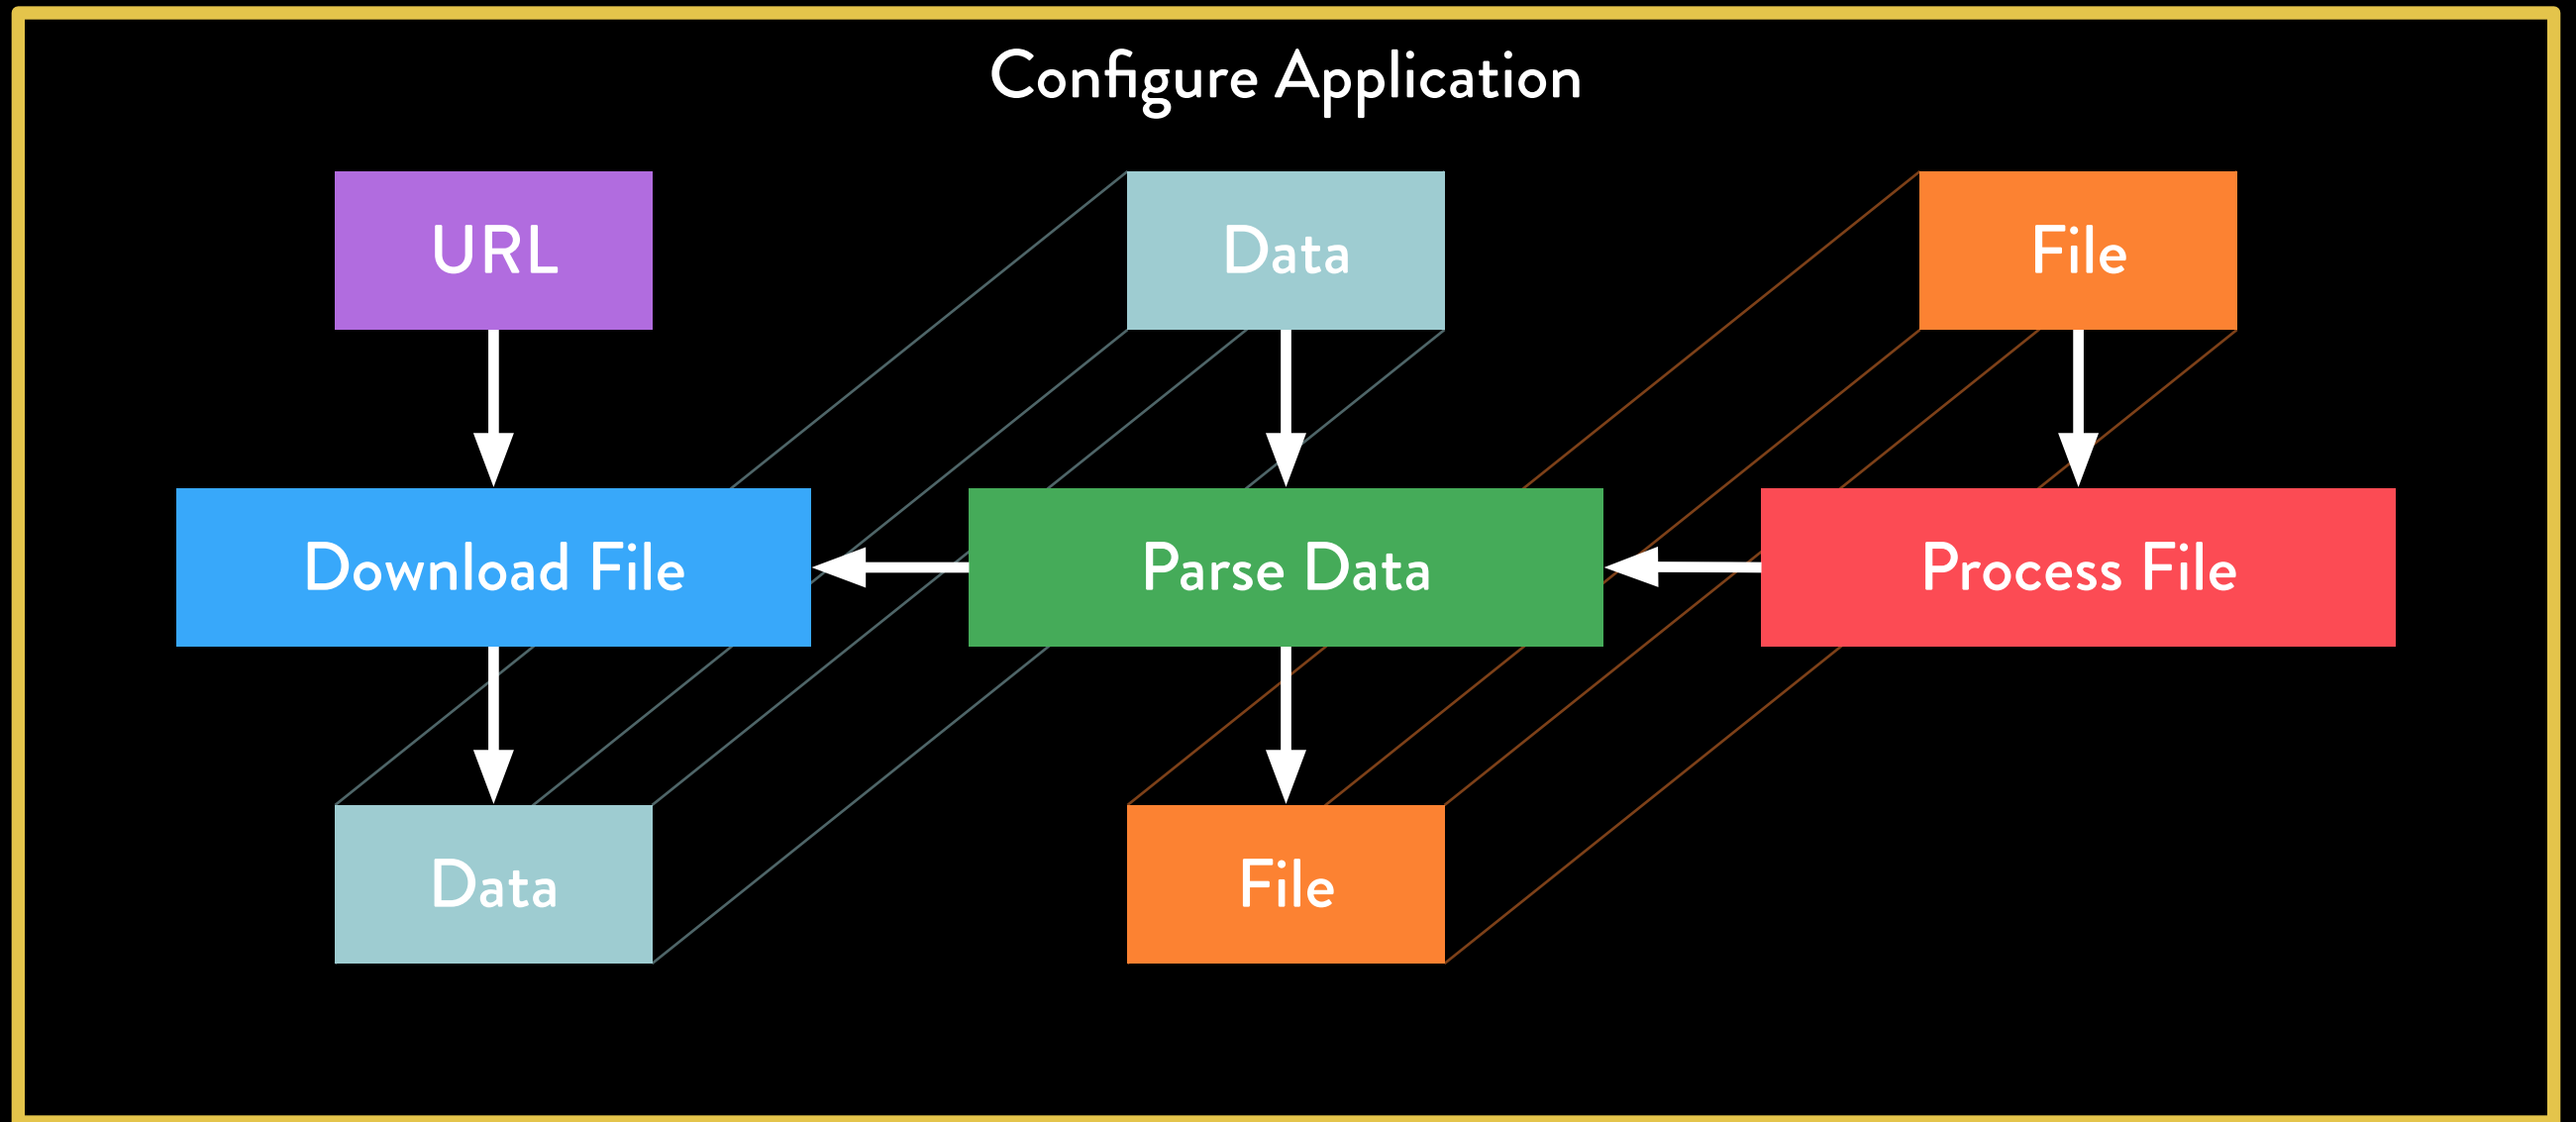 Configure Application
URL
Data
File
Download File
Parse Data
Process File
Data
File